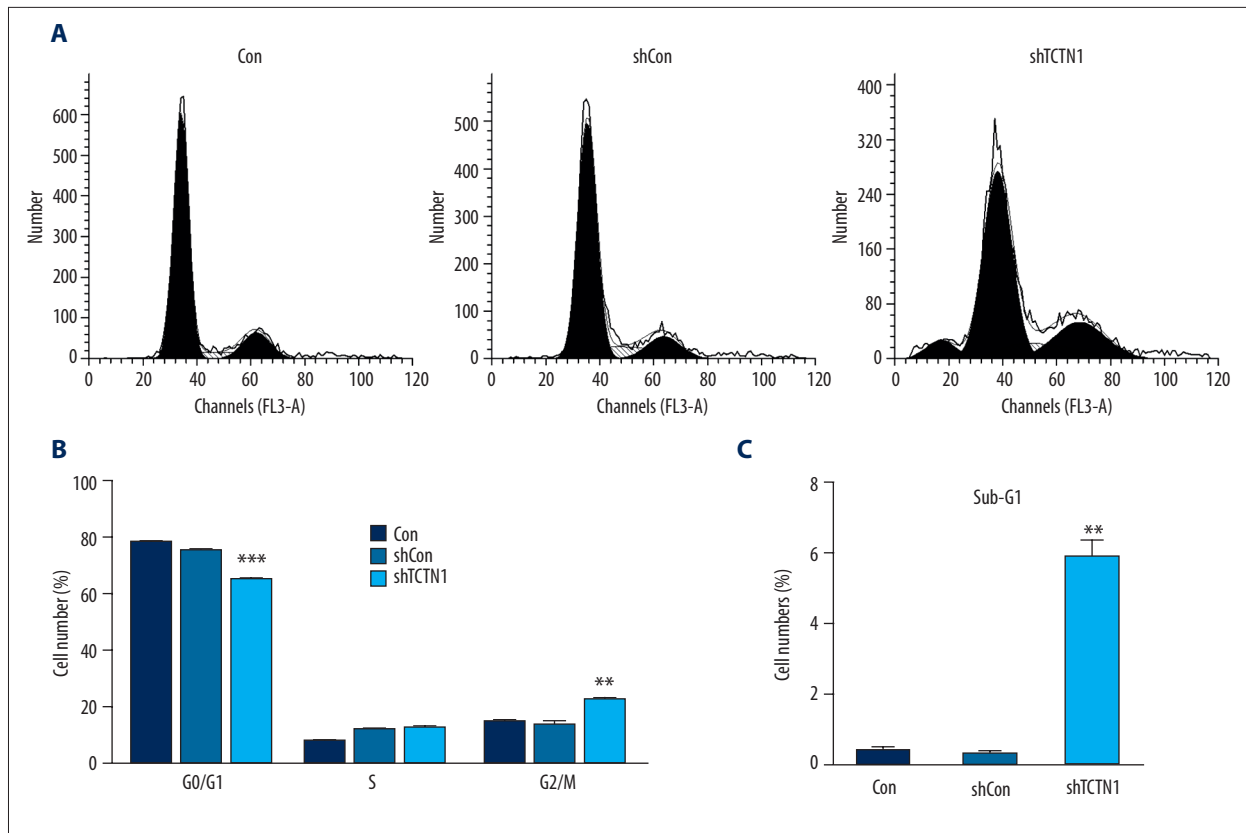 A
Con
shCon
shTCTN1
600
500
400
300
200
100
0
Number
0 20 40 60 80 100 120
Channels (FL3-A)
500
400
300
200
100
0
Number
0 20 40 60 80 100 120
Channels (FL3-A)
400
320
240
160
80
0
Number
0 20 40 60 80 100 120
Channels (FL3-A)
B
100
80
60
40
20
0
Cell number (%)
Con
shCon
shTCTN1
***
**
G0/G1 S G2/M
C
Sub-G1
8
6
4
2
0
Cell numbers (%)
**
Con shCon shTCTN1